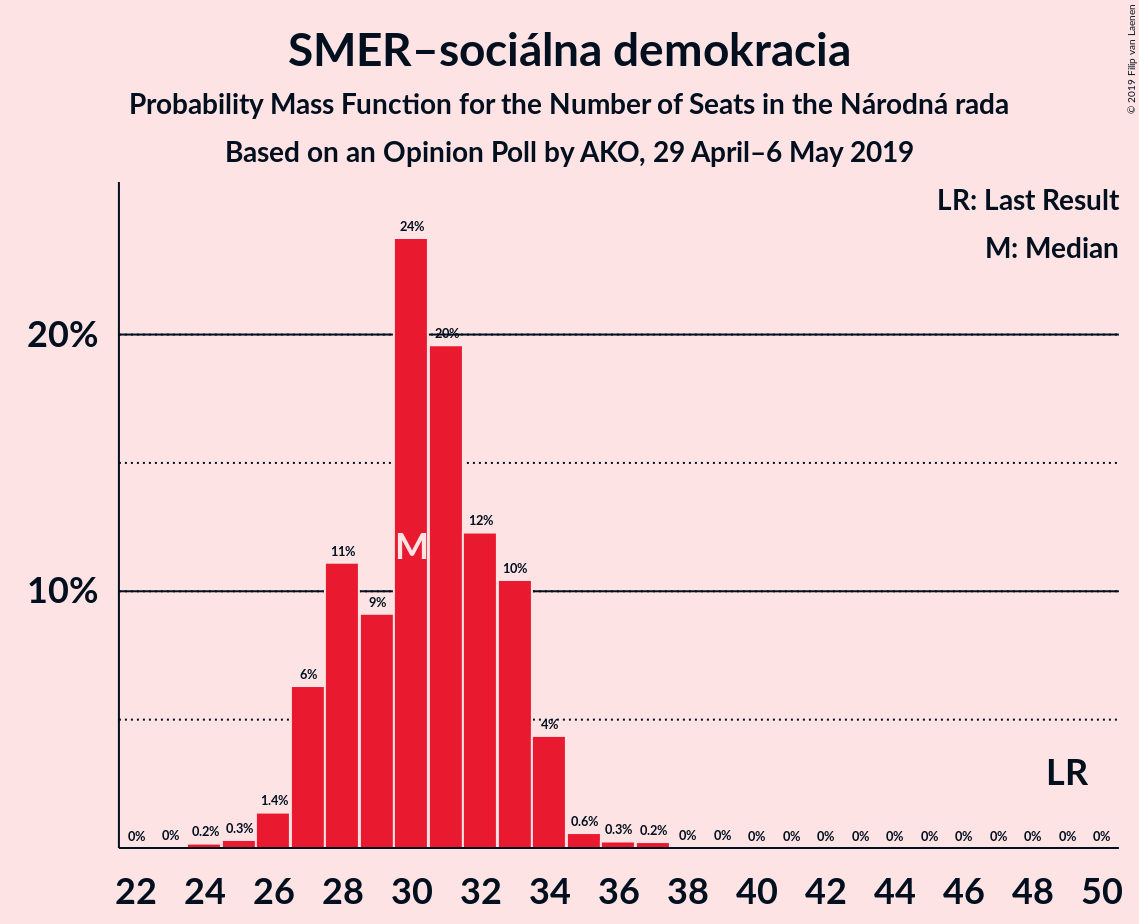 SMER–sociálna demokracia
Probability Mass Function for the Number of Seats in the Národná rada
Based on an Opinion Poll by AKO, 29 April–6 May 2019
© 2019 Filip van Laenen
LR: Last Result
M: Median
20%
10%
0% 0% 0.2% 0.3% 1.4% 6% 11% 9% 24% 20% 12% 10% 4% 0.6% 0.3% 0.2% 0% 0% 0% 0% 0% 0% 0% 0% 0% 0% 0% 0% 0%
M
LR
22 24 26 28 30 32 34 36 38 40 42 44 46 48 50